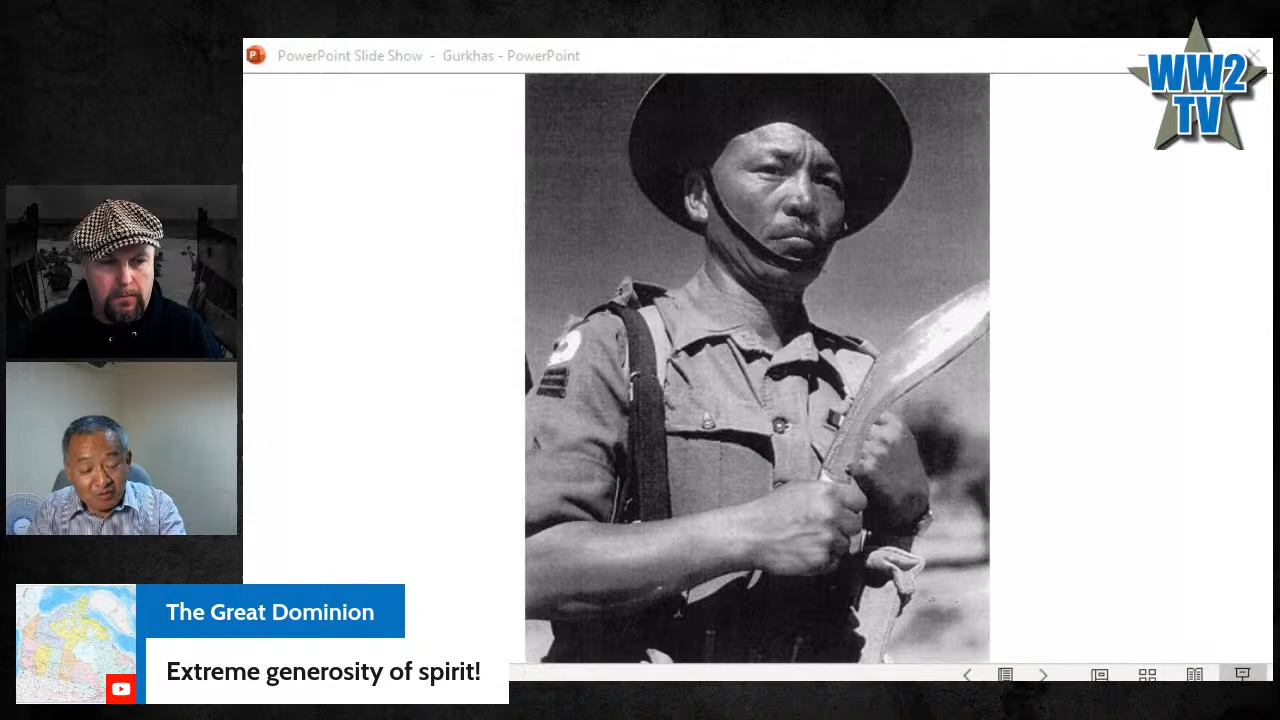 PowerPoint Slide Show - Gurkhas - PowerPoint
WW2
TV
The Great Dominion
Extreme generosity of spirit!